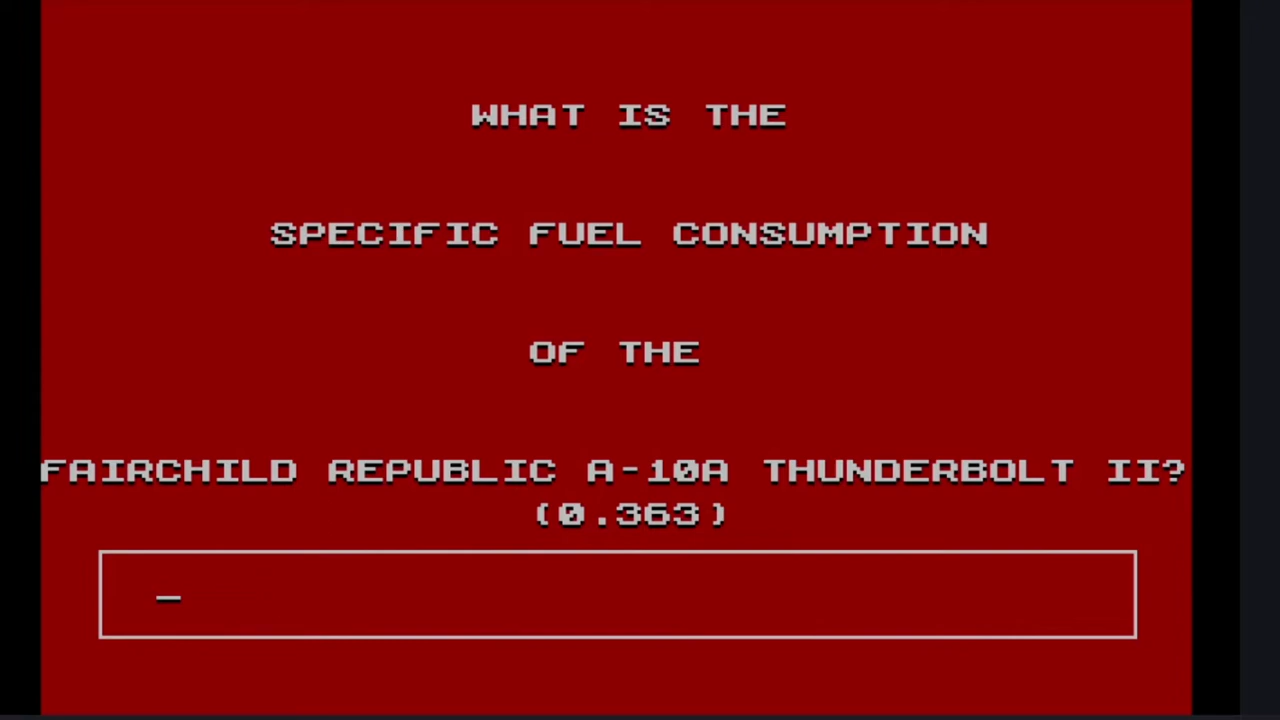 WHAT IS THE
SPECIFIC FUEL CONSUMPTION
OF THE
FAIRCHILD REPUBLIC A-10A THUNDERBOLT II?
(0.363)
_